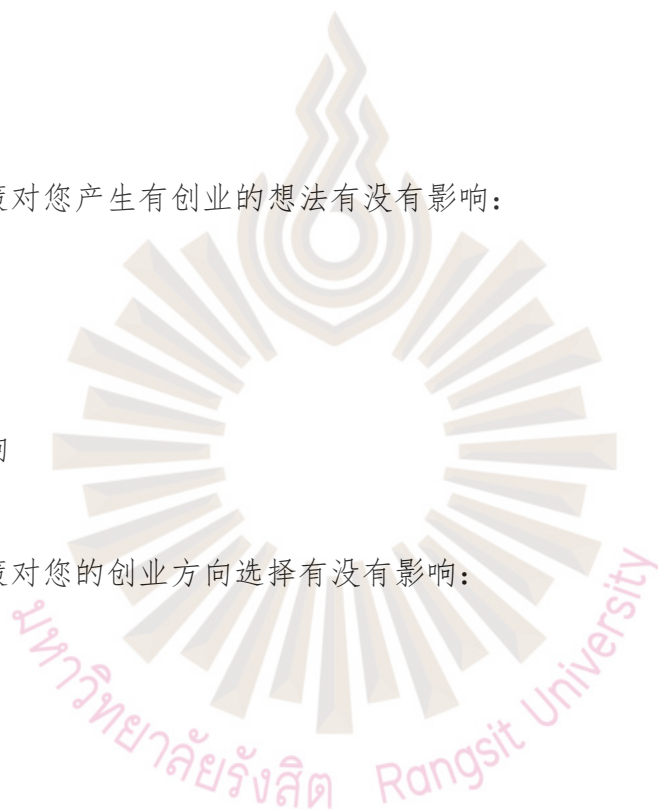 对您产生有创业的想法有没有影响：
对您的创业方向选择有没有影响：
มหาวิทยาลัยรังสิต Rangsit University